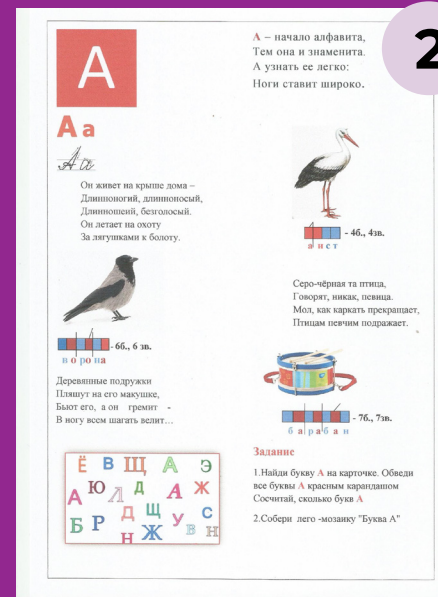 2
А
А – начало алфавита,
Тем она и знаменита.
А узнать ее легко:
Ноги ставит широко.
А а
А а
Он живет на крыше дома –
Длинноногий, длинноносый,
Длинношеий, безголосый.
Он летает на охоту
За лягушками к болоту.
- 4б., 4зв.
а и с т
- 6б., 6 зв.
в о ро на
Серо-чёрная та птица,
Говорят, никак, певица.
Мол, как каркать прекращает,
Птицам певчим подражает.
Деревянные подружки
Пляшут на его макушке,
Бьют его, а он гремит -
В ногу всем шагать велит…
- 7б., 7зв.
б а р а б а н
Задание
1.Найди букву А на карточке. Обведи
все буквы А красным карандашом
Сосчитай, сколько букв А
2.Собери лего -мозаику "Буква А"
Ё В Щ А Э
А Ю Л Д А Ж
Б Р Д Щ У С
Н Ж В Н